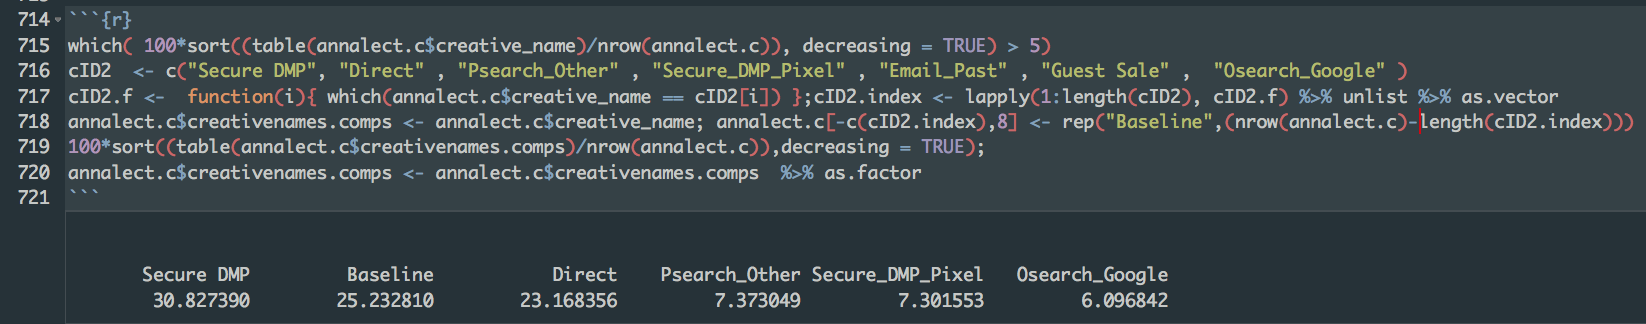 714 ```{r}
715 which( 100*sort((table(annalect.c$creative_name)/nrow(annalect.c)), decreasing = TRUE) > 5)
716 cID2  <- c("Secure DMP", "Direct" , "Psearch_Other" , "Secure_DMP_Pixel" , "Email_Past" , "Guest Sale" ,  "Osearch_Google" )
717 cID2.f <-  function(i){ which(annalect.c$creative_name == cID2[i]) };cID2.index <- lapply(1:length(cID2), cID2.f) %>% unlist %>% as.vector
718 annalect.c$creativenames.comps <- annalect.c$creative_name; annalect.c[-c(cID2.index),8] <- rep("Baseline",(nrow(annalect.c)-length(cID2.index)))
719 100*sort((table(annalect.c$creativenames.comps)/nrow(annalect.c)),decreasing = TRUE);
720 annalect.c$creativenames.comps <- annalect.c$creativenames.comps  %>% as.factor
721 ```
Secure DMP Baseline Direct Psearch_Other Secure_DMP_Pixel Osearch_Google
30.827390 25.232810 23.168356 7.373049 7.301553 6.096842